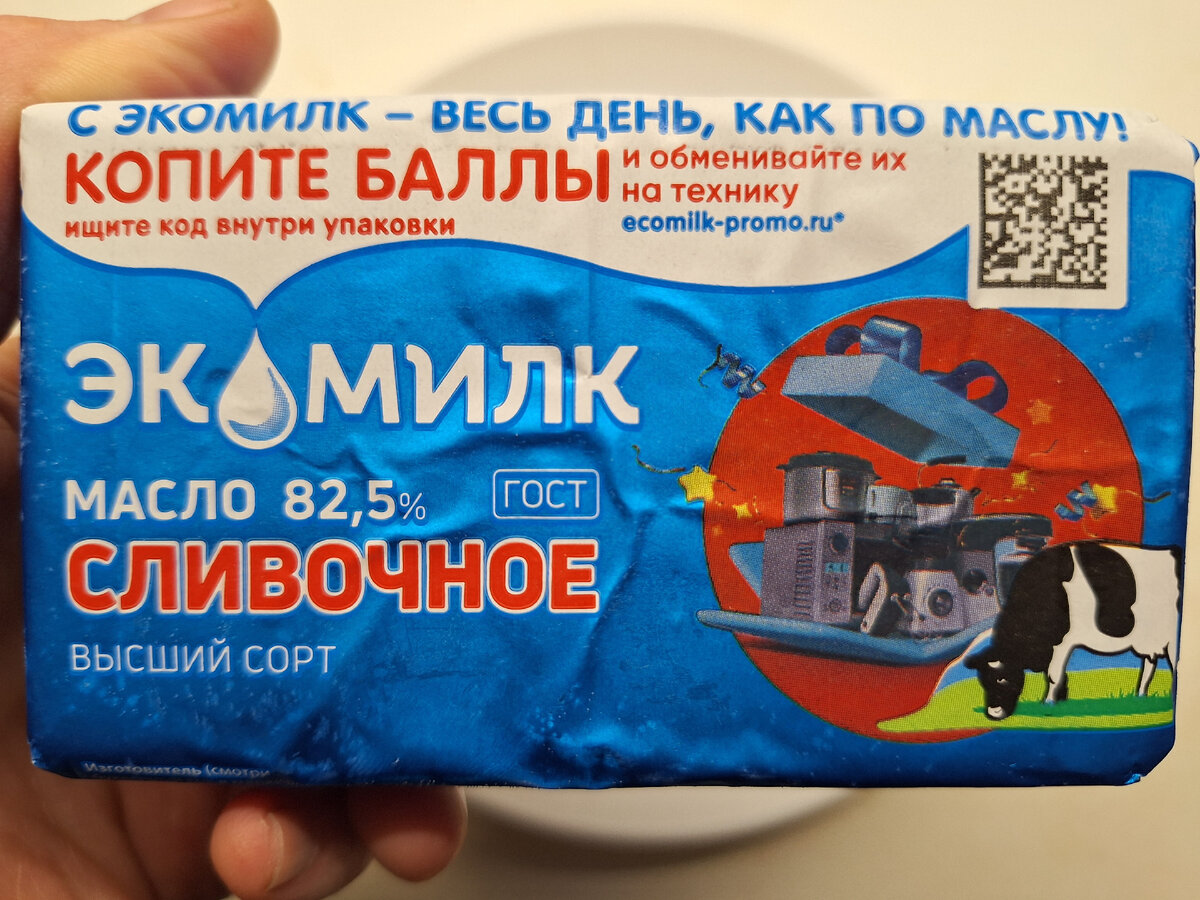 С ЭКОМИЛК – ВЕСЬ ДЕНЬ, КАК ПО МАСЛУ!
КОПИТЕ БАЛЛЫ
и обменивайте их
на технику
ищите код внутри упаковки
ecomilk-promo.ru*
ЭКОМИЛК
МАСЛО 82,5%
ГОСТ
СЛИВОЧНОЕ
ВЫСШИЙ СОРТ
Изготовитель (смотри